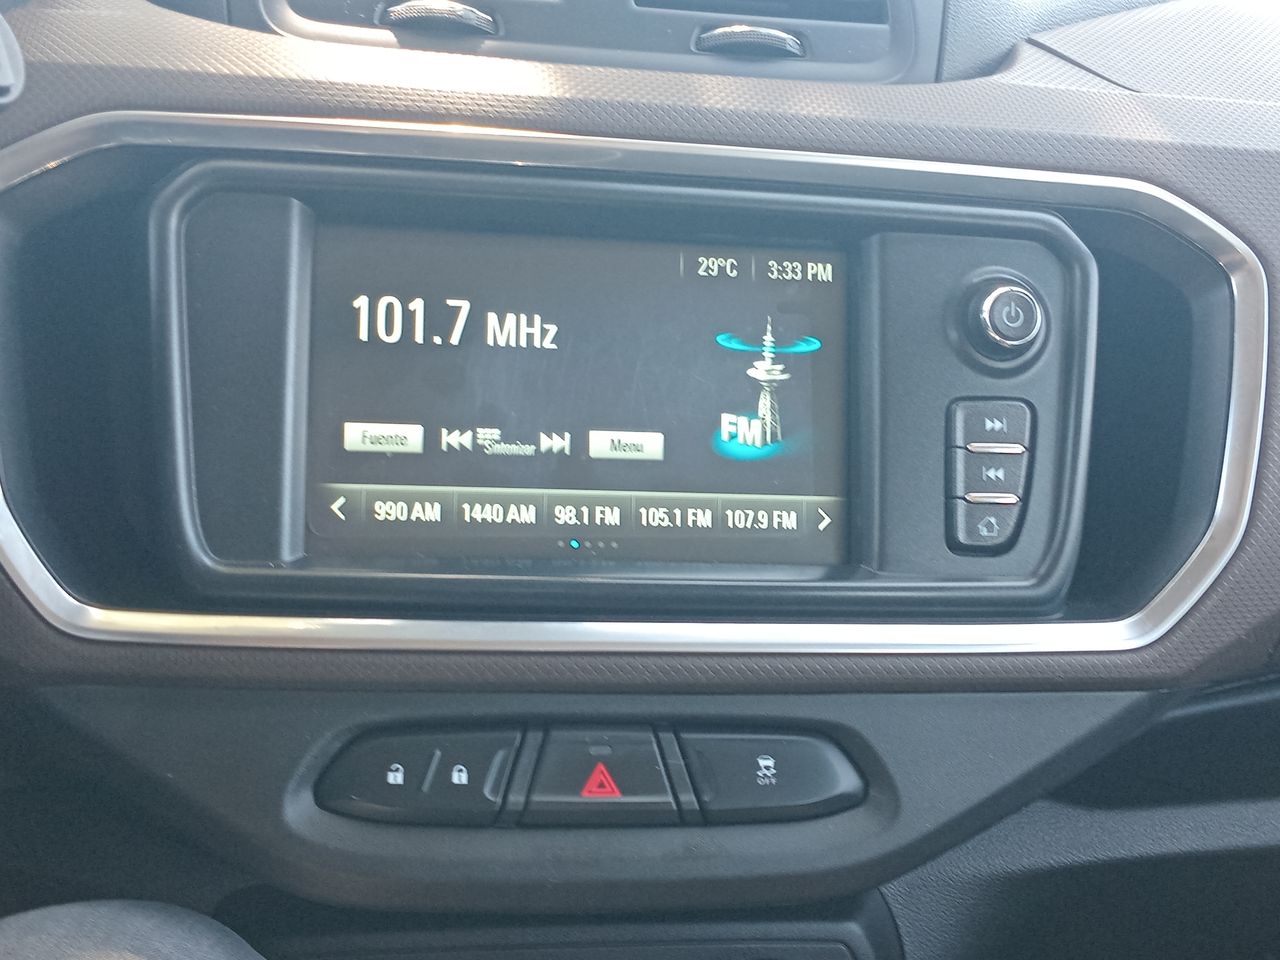 29°C 3:33 PM
101.7 MHz
FM
Fuente Sintonizar Menu
990 AM 1440 AM 98.1 FM 105.1 FM 107.9 FM
OFF